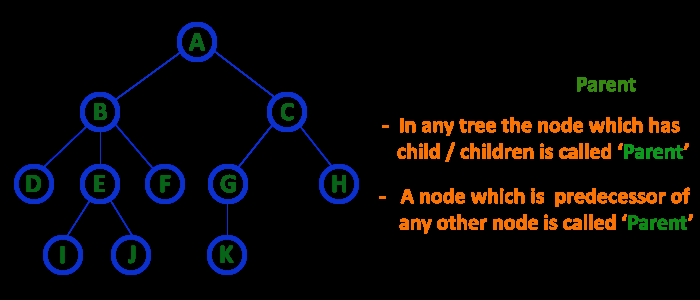 A
B
C
D
E
F
G
H
I
J
K
Parent
- In any tree the node which has
child / children is called ‘Parent’
- A node which is predecessor of
any other node is called ‘Parent’